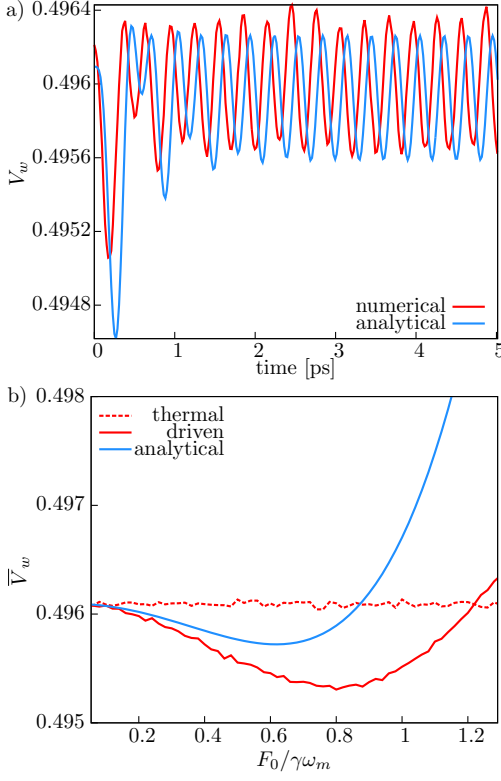 a)
0.4964
0.496
0.4956
0.4952
0.4948
V_w
numerical
analytical
0 1 2 3 4 5
time [ps]
b)
0.498
0.497
0.496
0.495
V̅_w
thermal
driven
analytical
0.2 0.4 0.6 0.8 1 1.2
F_0/γω_m